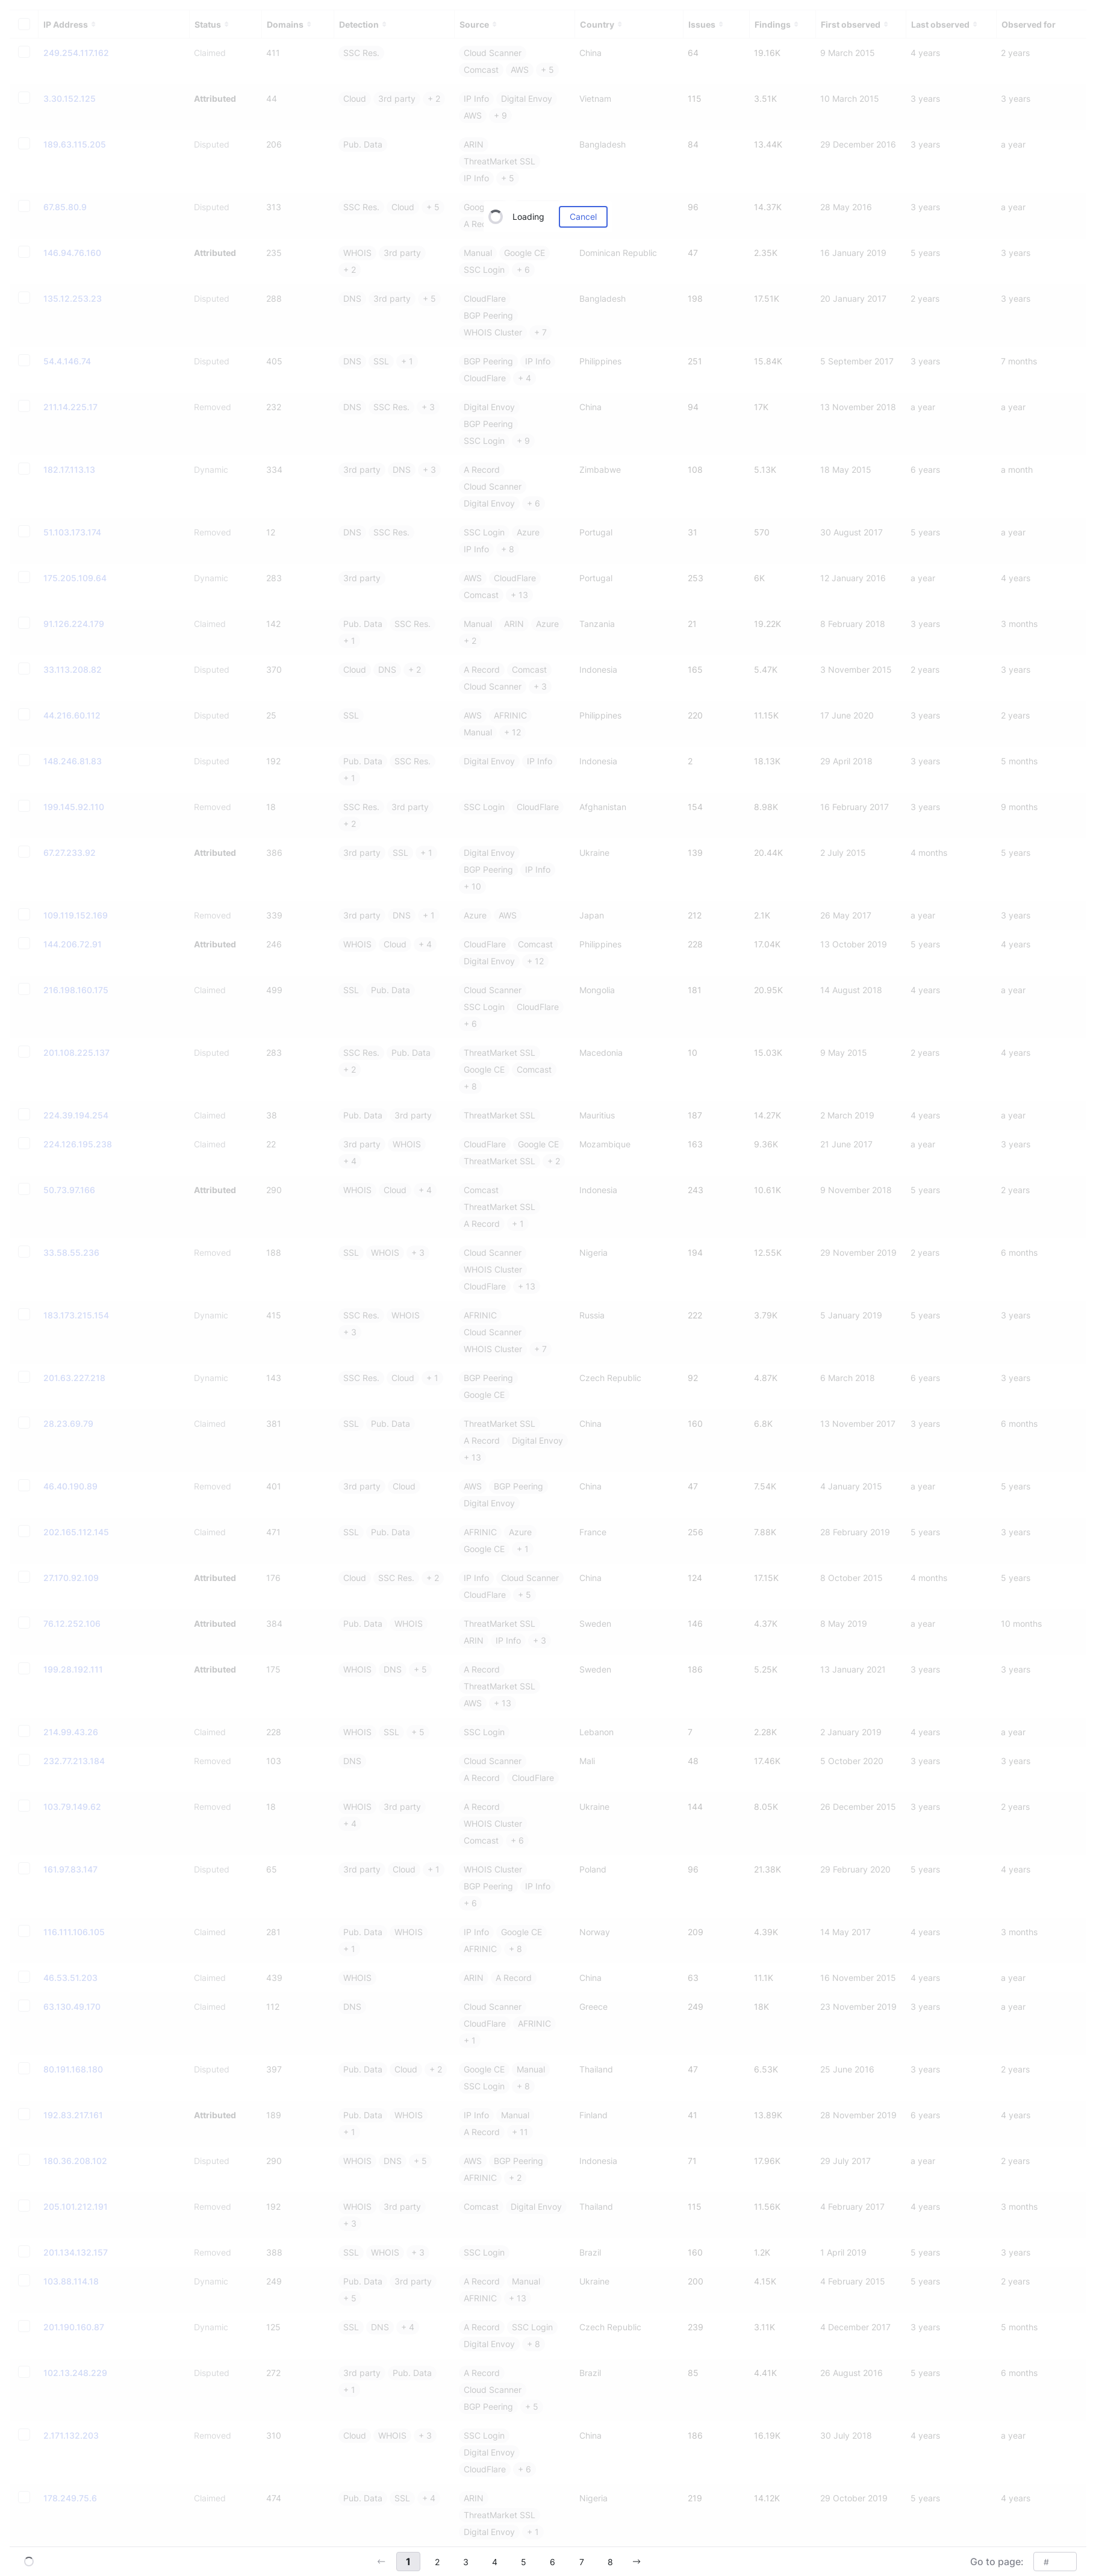 IP Address Status Domains Detection Source Country Issues Findings First observed Last observed Observed for
249.254.117.162 Claimed 411 SSC Res. Cloud Scanner China 64 19.16K 9 March 2015 4 years 2 years
Comcast AWS + 5
3.30.152.125 Attributed 44 Cloud 3rd party + 2 IP Info Digital Envoy Vietnam 115 3.51K 10 March 2015 3 years 3 years
AWS + 9
189.63.115.205 Disputed 206 Pub. Data ARIN Bangladesh 84 13.44K 29 December 2016 3 years a year
ThreatMarket SSL
IP Info + 5
67.85.80.9 Disputed 313 SSC Res. Cloud + 5 96 14.37K 28 May 2016 3 years a year
Loading Cancel
146.94.76.160 Attributed 235 WHOIS 3rd party Manual Google CE Dominican Republic 47 2.35K 16 January 2019 5 years 3 years
+ 2 SSC Login + 6
135.12.253.23 Disputed 288 DNS 3rd party + 5 CloudFlare Bangladesh 198 17.51K 20 January 2017 2 years 3 years
BGP Peering
WHOIS Cluster + 7
54.4.146.74 Disputed 405 DNS SSL + 1 BGP Peering IP Info Philippines 251 15.84K 5 September 2017 3 years 7 months
CloudFlare + 4
211.14.225.17 Removed 232 DNS SSC Res. + 3 Digital Envoy China 94 17K 13 November 2018 a year a year
BGP Peering
SSC Login + 9
182.17.113.13 Dynamic 334 3rd party DNS + 3 A Record Zimbabwe 108 5.13K 18 May 2015 6 years a month
Cloud Scanner
Digital Envoy + 6
51.103.173.174 Removed 12 DNS SSC Res. SSC Login Azure Portugal 31 570 30 August 2017 5 years a year
IP Info + 8
175.205.109.64 Dynamic 283 3rd party AWS CloudFlare Portugal 253 6K 12 January 2016 a year 4 years
Comcast + 13
91.126.224.179 Claimed 142 Pub. Data SSC Res. Manual ARIN Azure Tanzania 21 19.22K 8 February 2018 3 years 3 months
+ 1 + 2
33.113.208.82 Disputed 370 Cloud DNS + 2 A Record Comcast Indonesia 165 5.47K 3 November 2015 2 years 3 years
Cloud Scanner + 3
44.216.60.112 Disputed 25 SSL AWS AFRINIC Philippines 220 11.15K 17 June 2020 3 years 2 years
Manual + 12
148.246.81.83 Disputed 192 Pub. Data SSC Res. Digital Envoy IP Info Indonesia 2 18.13K 29 April 2018 3 years 5 months
+ 1
199.145.92.110 Removed 18 SSC Res. 3rd party SSC Login CloudFlare Afghanistan 154 8.98K 16 February 2017 3 years 9 months
+ 2
67.27.233.92 Attributed 386 3rd party SSL + 1 Digital Envoy Ukraine 139 20.44K 2 July 2015 4 months 5 years
BGP Peering IP Info
+ 10
109.119.152.169 Removed 339 3rd party DNS + 1 Azure AWS Japan 212 2.1K 26 May 2017 a year 3 years
144.206.72.91 Attributed 246 WHOIS Cloud + 4 CloudFlare Comcast Philippines 228 17.04K 13 October 2019 5 years 4 years
Digital Envoy + 12
216.198.160.175 Claimed 499 SSL Pub. Data Cloud Scanner Mongolia 181 20.95K 14 August 2018 4 years a year
SSC Login CloudFlare
+ 6
201.108.225.137 Disputed 283 SSC Res. Pub. Data ThreatMarket SSL Macedonia 10 15.03K 9 May 2015 2 years 4 years
+ 2 Google CE Comcast
+ 8
224.39.194.254 Claimed 38 Pub. Data 3rd party ThreatMarket SSL Mauritius 187 14.27K 2 March 2019 4 years a year
224.126.195.238 Claimed 22 3rd party WHOIS CloudFlare Google CE Mozambique 163 9.36K 21 June 2017 a year 3 years
+ 4 ThreatMarket SSL + 2
50.73.97.166 Attributed 290 WHOIS Cloud + 4 Comcast Indonesia 243 10.61K 9 November 2018 5 years 2 years
ThreatMarket SSL
A Record + 1
33.58.55.236 Removed 188 SSL WHOIS + 3 Cloud Scanner Nigeria 194 12.55K 29 November 2019 2 years 6 months
WHOIS Cluster
CloudFlare + 13
183.173.215.154 Dynamic 415 SSC Res. WHOIS AFRINIC Russia 222 3.79K 5 January 2019 5 years 3 years
+ 3 Cloud Scanner
WHOIS Cluster + 7
201.63.227.218 Dynamic 143 SSC Res. Cloud + 1 BGP Peering Czech Republic 92 4.87K 6 March 2018 6 years 3 years
Google CE
28.23.69.79 Claimed 381 SSL Pub. Data ThreatMarket SSL China 160 6.8K 13 November 2017 3 years 6 months
A Record Digital Envoy
+ 13
46.40.190.89 Removed 401 3rd party Cloud AWS BGP Peering China 47 7.54K 4 January 2015 a year 5 years
Digital Envoy
202.165.112.145 Claimed 471 SSL Pub. Data AFRINIC Azure France 256 7.88K 28 February 2019 5 years 3 years
Google CE + 1
27.170.92.109 Attributed 176 Cloud SSC Res. + 2 IP Info Cloud Scanner China 124 17.15K 8 October 2015 4 months 5 years
CloudFlare + 5
76.12.252.106 Attributed 384 Pub. Data WHOIS ThreatMarket SSL Sweden 146 4.37K 8 May 2019 a year 10 months
ARIN IP Info + 3
199.28.192.111 Attributed 175 WHOIS DNS + 5 A Record Sweden 186 5.25K 13 January 2021 3 years 3 years
ThreatMarket SSL
AWS + 13
214.99.43.26 Claimed 228 WHOIS SSL + 5 SSC Login Lebanon 7 2.28K 2 January 2019 4 years a year
232.77.213.184 Removed 103 DNS Cloud Scanner Mali 48 17.46K 5 October 2020 3 years 3 years
A Record CloudFlare
103.79.149.62 Removed 18 WHOIS 3rd party A Record Ukraine 144 8.05K 26 December 2015 3 years 2 years
+ 4 WHOIS Cluster
Comcast + 6
161.97.83.147 Disputed 65 3rd party Cloud + 1 WHOIS Cluster Poland 96 21.38K 29 February 2020 5 years 4 years
BGP Peering IP Info
+ 6
116.111.106.105 Claimed 281 Pub. Data WHOIS IP Info Google CE Norway 209 4.39K 14 May 2017 4 years 3 months
+ 1 AFRINIC + 8
46.53.51.203 Claimed 439 WHOIS ARIN A Record China 63 11.1K 16 November 2015 4 years a year
63.130.49.170 Claimed 112 DNS Cloud Scanner Greece 249 18K 23 November 2019 3 years a year
CloudFlare AFRINIC
+ 1
80.191.168.180 Disputed 397 Pub. Data Cloud + 2 Google CE Manual Thailand 47 6.53K 25 June 2016 3 years 2 years
SSC Login + 8
192.83.217.161 Attributed 189 Pub. Data WHOIS IP Info Manual Finland 41 13.89K 28 November 2019 6 years 4 years
+ 1 A Record + 11
180.36.208.102 Disputed 290 WHOIS DNS + 5 AWS BGP Peering Indonesia 71 17.96K 29 July 2017 a year 2 years
AFRINIC + 2
205.101.212.191 Removed 192 WHOIS 3rd party Comcast Digital Envoy Thailand 115 11.56K 4 February 2017 4 years 3 months
+ 3
201.134.132.157 Removed 388 SSL WHOIS + 3 SSC Login Brazil 160 1.2K 1 April 2019 5 years 3 years
103.88.114.18 Dynamic 249 Pub. Data 3rd party A Record Manual Ukraine 200 4.15K 4 February 2015 5 years 2 years
+ 5 AFRINIC + 13
201.190.160.87 Dynamic 125 SSL DNS + 4 A Record SSC Login Czech Republic 239 3.11K 4 December 2017 3 years 5 months
Digital Envoy + 8
102.13.248.229 Disputed 272 3rd party Pub. Data A Record Brazil 85 4.41K 26 August 2016 5 years 6 months
+ 1 Cloud Scanner
BGP Peering + 5
2.171.132.203 Removed 310 Cloud WHOIS + 3 SSC Login China 186 16.19K 30 July 2018 4 years a year
Digital Envoy
CloudFlare + 6
178.249.75.6 Claimed 474 Pub. Data SSL + 4 ARIN Nigeria 219 14.12K 29 October 2019 5 years 4 years
ThreatMarket SSL
Digital Envoy + 1
← 1 2 3 4 5 6 7 8 → Go to page: #